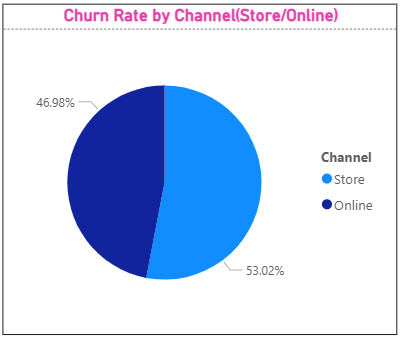 Churn Rate by Channel(Store/Online)
46.98%
Channel
Store
Online
53.02%